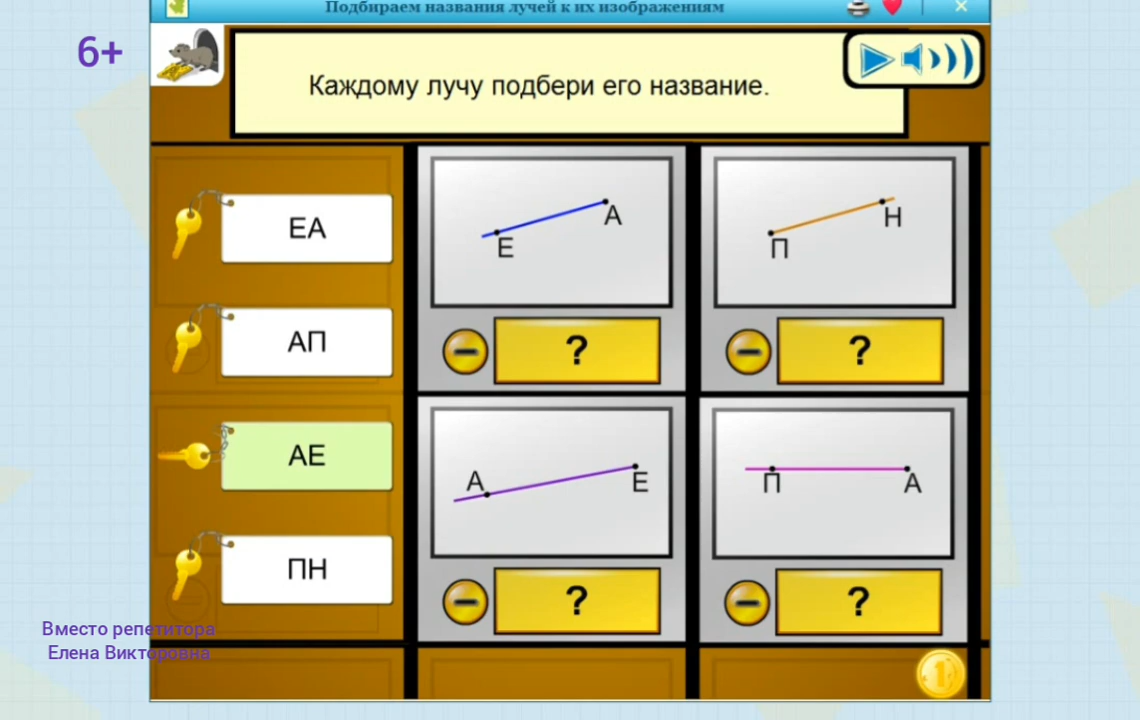 Подбираем названия лучей к их изображениям
6+
Каждому лучу подбери его название.
ЕА
АП
АЕ
ПН
А
Е
?
Н
П
?
А
Е
?
П
А
?
1
Вместо репетитора
Елена Викторовна